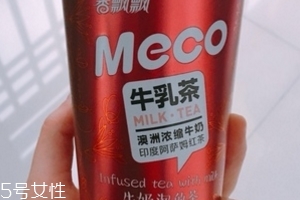 香飘飘
Meco
牛乳茶
MILK·TEA
澳洲浓缩牛奶
印度阿萨姆红茶
Infused tea with milk
5号女性